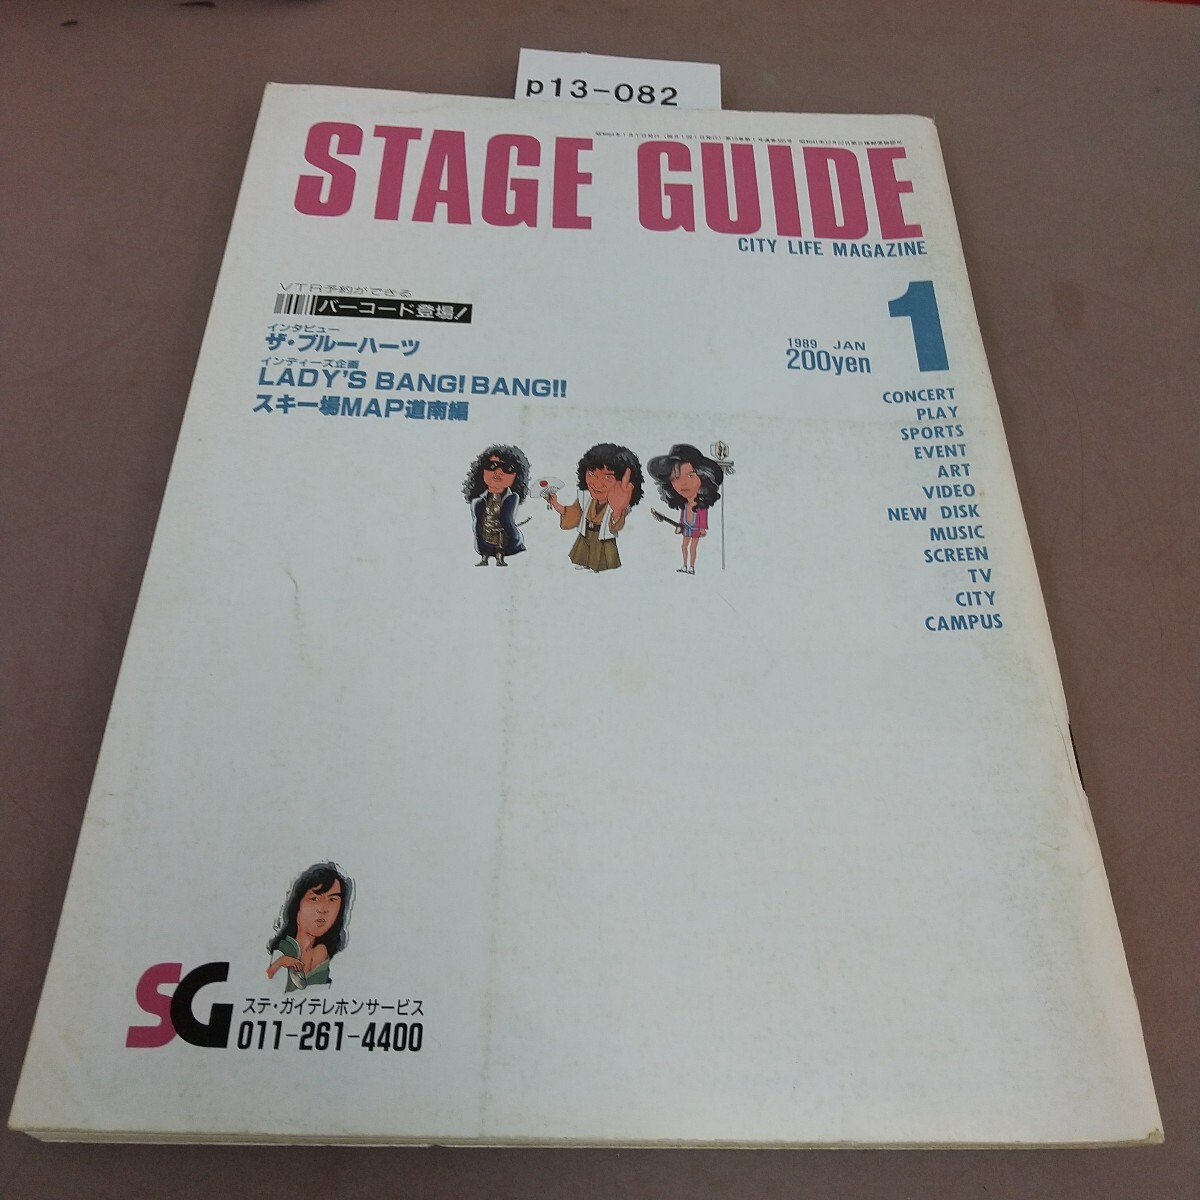 p13-082
STAGE GUIDE
CITY LIFE MAGAZINE
VTR予約ができる
バーコード登場!
インタビュー
ザ・ブルーハーツ
インディーズ企画
LADY'S BANG! BANG!!
スキー場MAP道南編
1989 JAN
200yen
1
CONCERT
PLAY
SPORTS
EVENT
ART
VIDEO
NEW DISK
MUSIC
SCREEN
TV
CITY
CAMPUS
SG
ステ・ガイテレホンサービス
011-261-4400